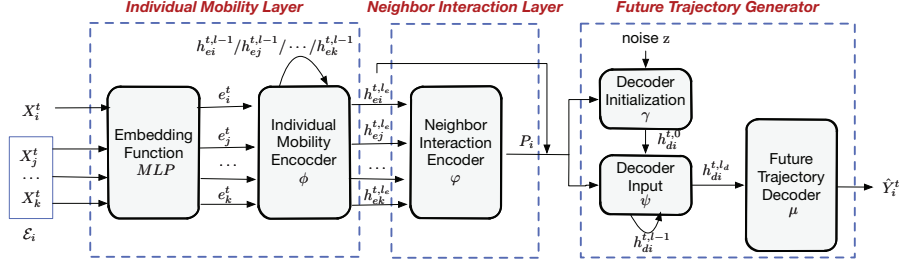 Individual Mobility Layer
Neighbor Interaction Layer
Future Trajectory Generator
h_{ei}^{t,l-1}/h_{ej}^{t,l-1}/···/h_{ek}^{t,l-1}
X_i^t
X_j^t
...
X_k^t
ℰ_i
Embedding
Function
MLP
e_i^t
e_j^t
...
e_k^t
Individual
Mobility
Encocder
ϕ
h_{ei}^{t,l_e}
h_{ej}^{t,l_e}
...
h_{ek}^{t,l_e}
Neighbor
Interaction
Encoder
φ
P_i
noise z
Decoder
Initialization
γ
h_{di}^{t,0}
Decoder
Input
ψ
h_{di}^{t,l-1}
h_{di}^{t,l_d}
Future
Trajectory
Decoder
μ
Ŷ_i^t